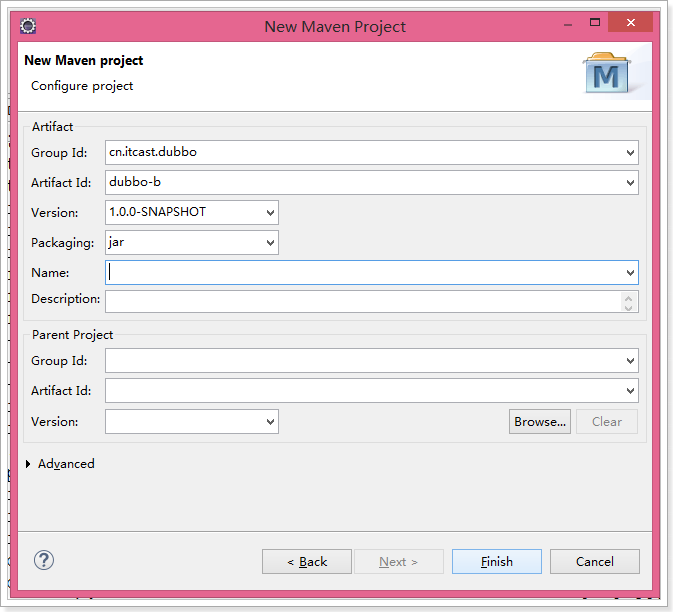 New Maven Project
New Maven project
Configure project
M
Artifact
Group Id: cn.itcast.dubbo
Artifact Id: dubbo-b
Version: 1.0.0-SNAPSHOT
Packaging: jar
Name:
Description:
Parent Project
Group Id:
Artifact Id:
Version:
Browse... Clear
Advanced
? < Back Next > Finish Cancel